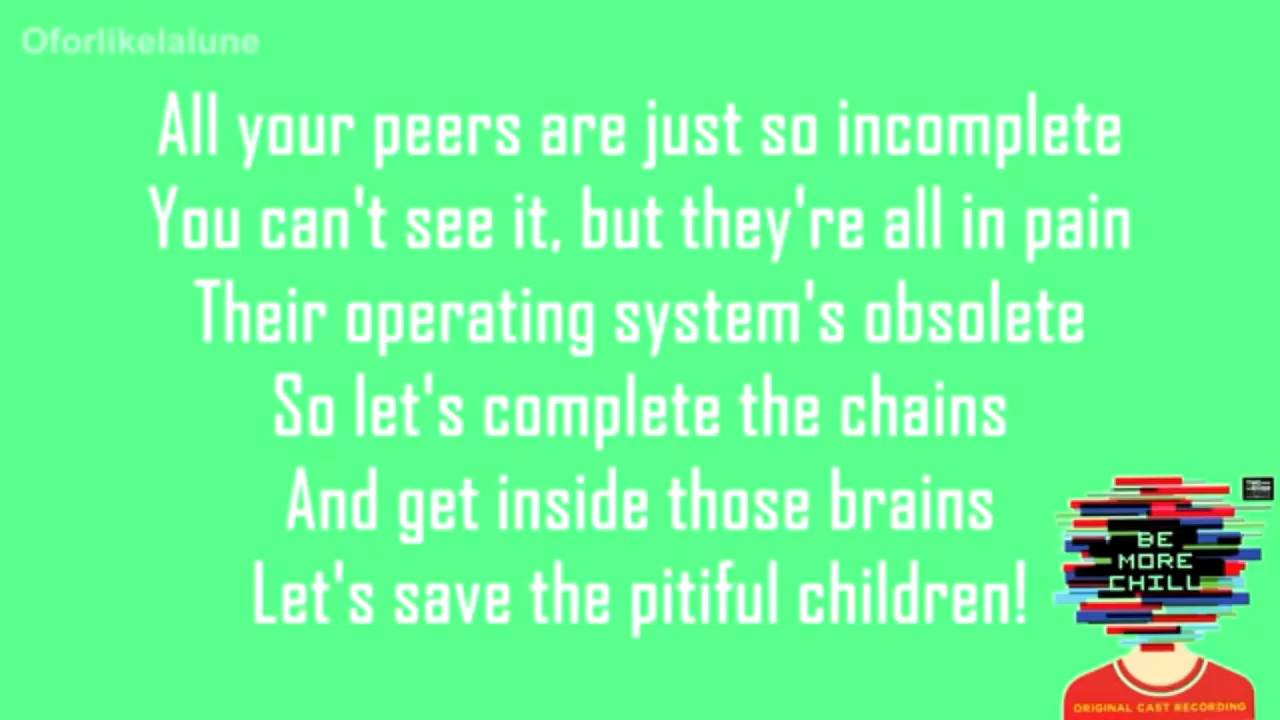 Oforlikelalune
All your peers are just so incomplete
You can't see it, but they're all in pain
Their operating system's obsolete
So let's complete the chains
And get inside those brains
Let's save the pitiful children!
BE
MORE
CHILL
ORIGINAL CAST RECORDING